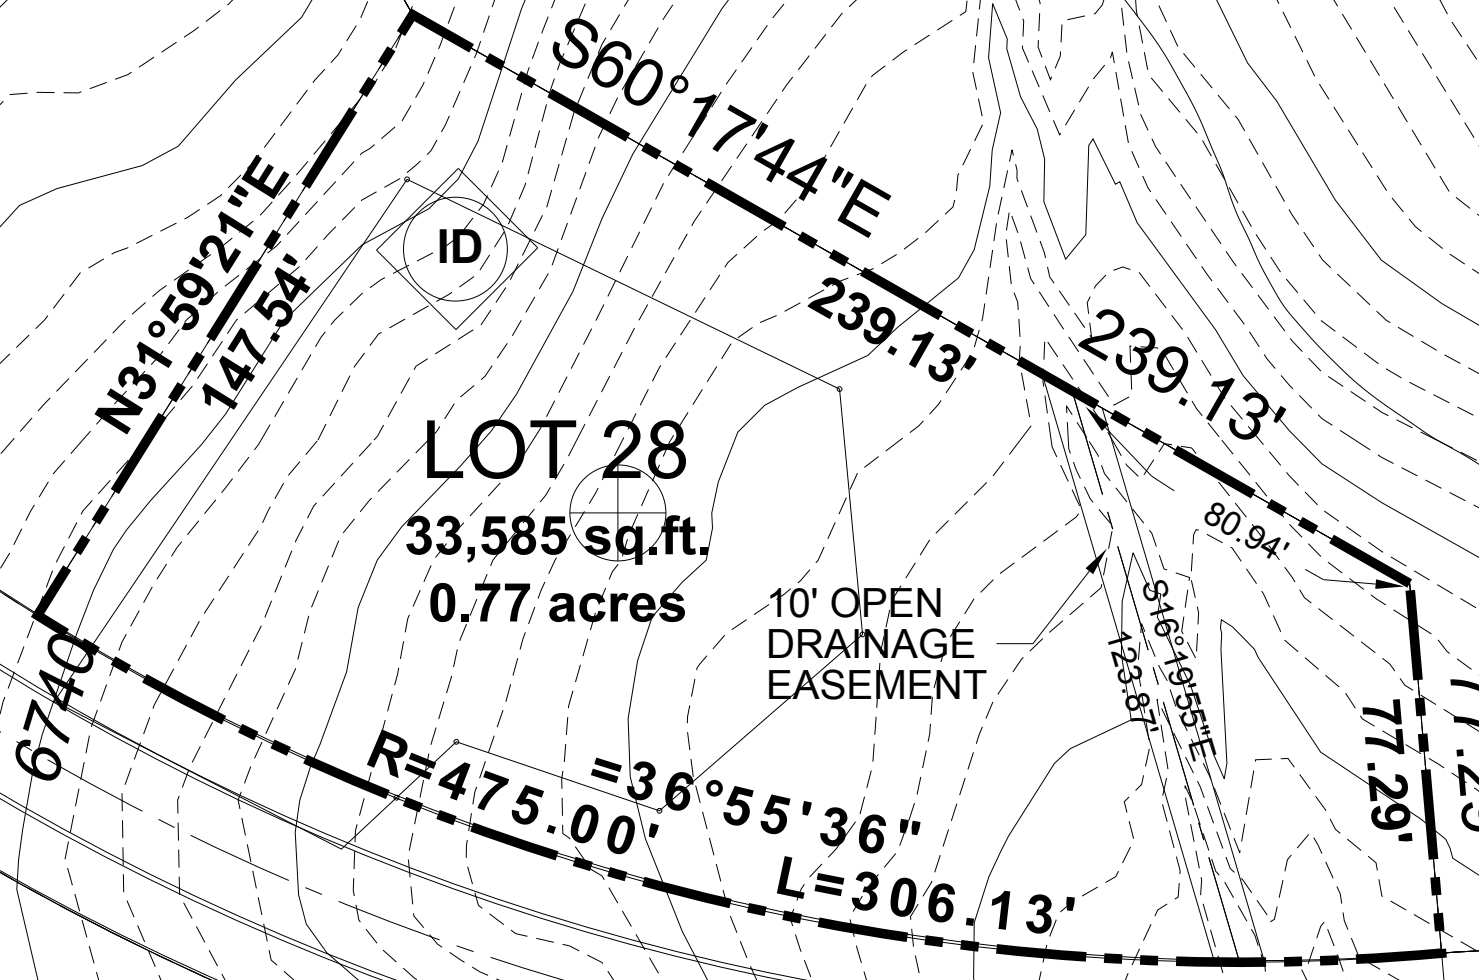 S60°17'44"E
239.13'
239.13'
N31°59'21"E
147.54'
ID
LOT 28
33,585 sq.ft.
0.77 acres
80.94'
10' OPEN
DRAINAGE
EASEMENT
S16°19'55"E
123.87'
77.29'
6740
R=475.00'
=36°55'36"
L=306.13'